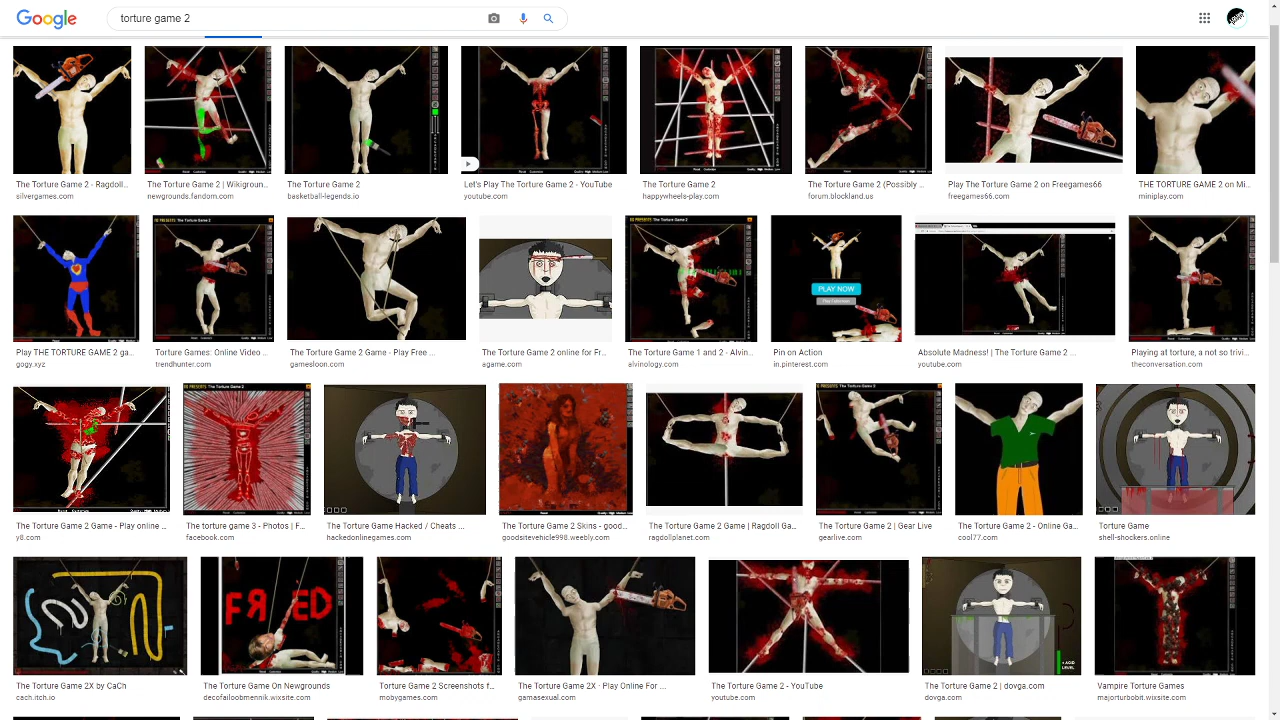 Google
torture game 2
The Torture Game 2 - Ragdoll...
silvergames.com
The Torture Game 2 | Wikigroun...
newgrounds.fandom.com
The Torture Game 2
basketball-legends.io
Let's Play The Torture Game 2 - YouTube
youtube.com
The Torture Game 2
happywheels-play.com
The Torture Game 2 (Possibly ...
forum.blockland.us
Play The Torture Game 2 on Freegames66
freegames66.com
THE TORTURE GAME 2 on Mi...
miniplay.com
PLAY NOW
Play THE TORTURE GAME 2 ga...
gogy.xyz
Torture Games: Online Video ...
trendhunter.com
The Torture Game 2 Game - Play Free ...
gamesloon.com
The Torture Game 2 online for Fr...
agame.com
The Torture Game 1 and 2 - Alvin...
alvinology.com
Pin on Action
in.pinterest.com
Absolute Madness! | The Torture Game 2 ...
youtube.com
Playing at torture, a not so trivi...
theconversation.com
The Torture Game 2 Game - Play online ...
y8.com
The torture game 3 - Photos | F...
facebook.com
The Torture Game Hacked / Cheats ...
hackedonlinegames.com
The Torture Game 2 Skins - good...
goodsitevehicle998.weebly.com
The Torture Game 2 Game | Ragdoll Ga...
ragdollplanet.com
The Torture Game 2 | Gear Live
gearlive.com
The Torture Game 2 - Online Ga...
cool77.com
Torture Game
shell-shockers.online
FR ED
The Torture Game 2X by CaCh
cach.itch.io
The Torture Game On Newgrounds
decofailoobmennik.wixsite.com
Torture Game 2 Screenshots f...
mobygames.com
The Torture Game 2X · Play Online For ...
gamasexual.com
The Torture Game 2 - YouTube
youtube.com
The Torture Game 2 | dovga.com
dovga.com
Vampire Torture Games
majorturbobit.wixsite.com